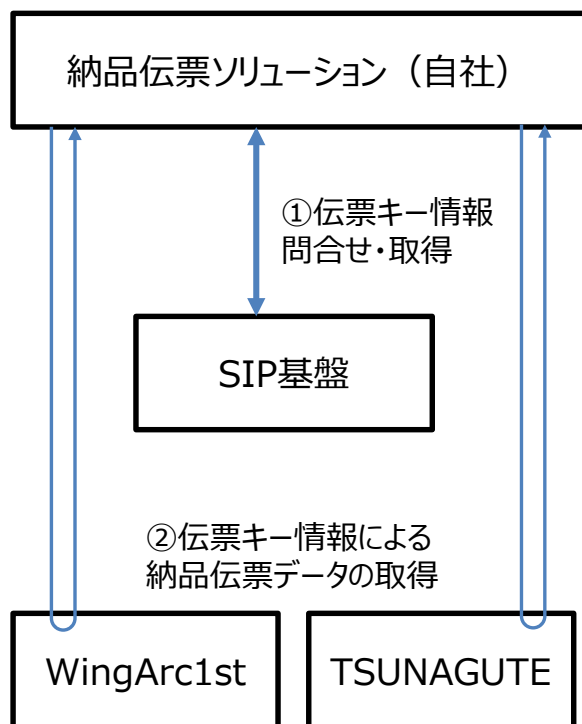 納品伝票ソリューション（自社）
①伝票キー情報
問合せ・取得
SIP基盤
②伝票キー情報による
納品伝票データの取得
WingArc1st
TSUNAGUTE